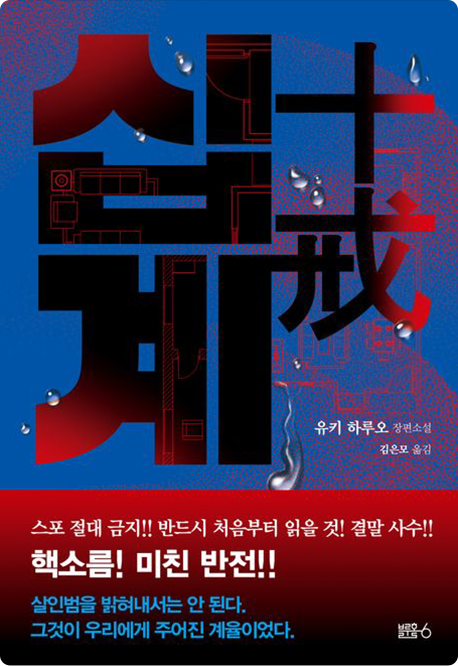 십계
十戒
유키 하루오 장편소설
김은모 옮김
스포 절대 금지!! 반드시 처음부터 읽을 것! 결말 사수!!
핵소름! 미친 반전!!
살인범을 밝혀내서는 안 된다.
그것이 우리에게 주어진 계율이었다.
블루홀6